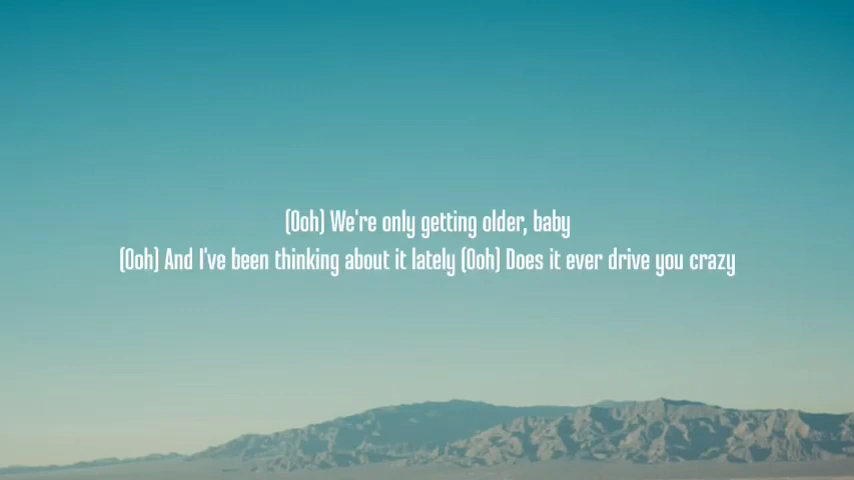 (Ooh) We're only getting older, baby
(Ooh) And I've been thinking about it lately (Ooh) Does it ever drive you crazy